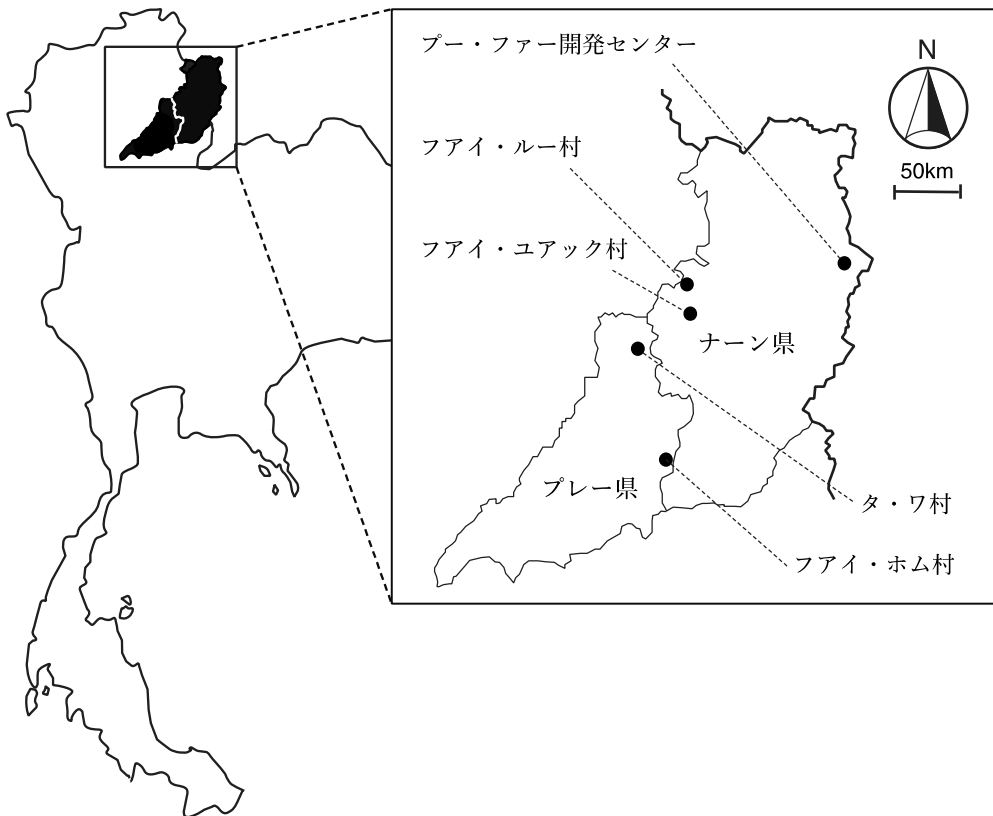 プー・ファー開発センター
N
フアイ・ルー村
50km
フアイ・ユアック村
ナーン県
プレー県
タ・ワ村
フアイ・ホム村